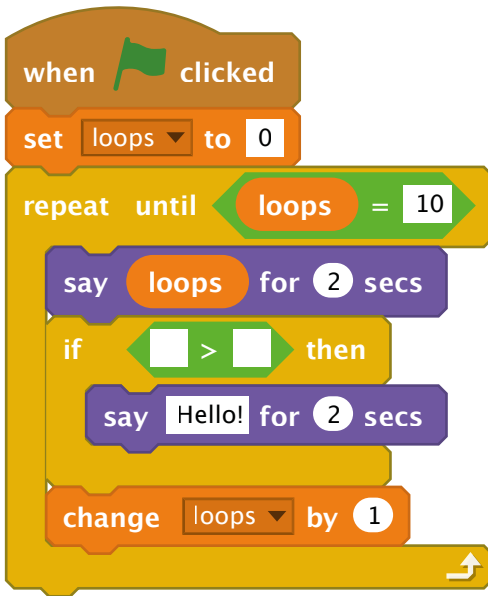 when clicked
set loops to 0
repeat until loops = 10
say loops for 2 secs
if > then
say Hello! for 2 secs
change loops by 1